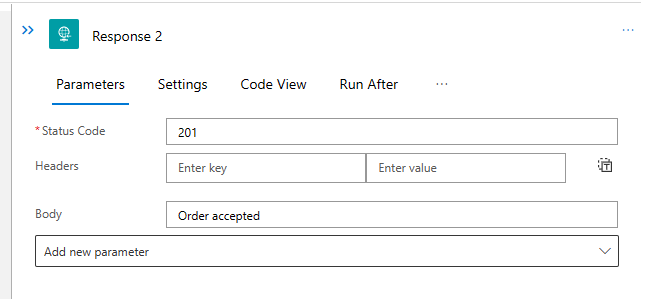 Response 2
Parameters Settings Code View Run After
* Status Code 201
Headers Enter key Enter value
Body Order accepted
Add new parameter